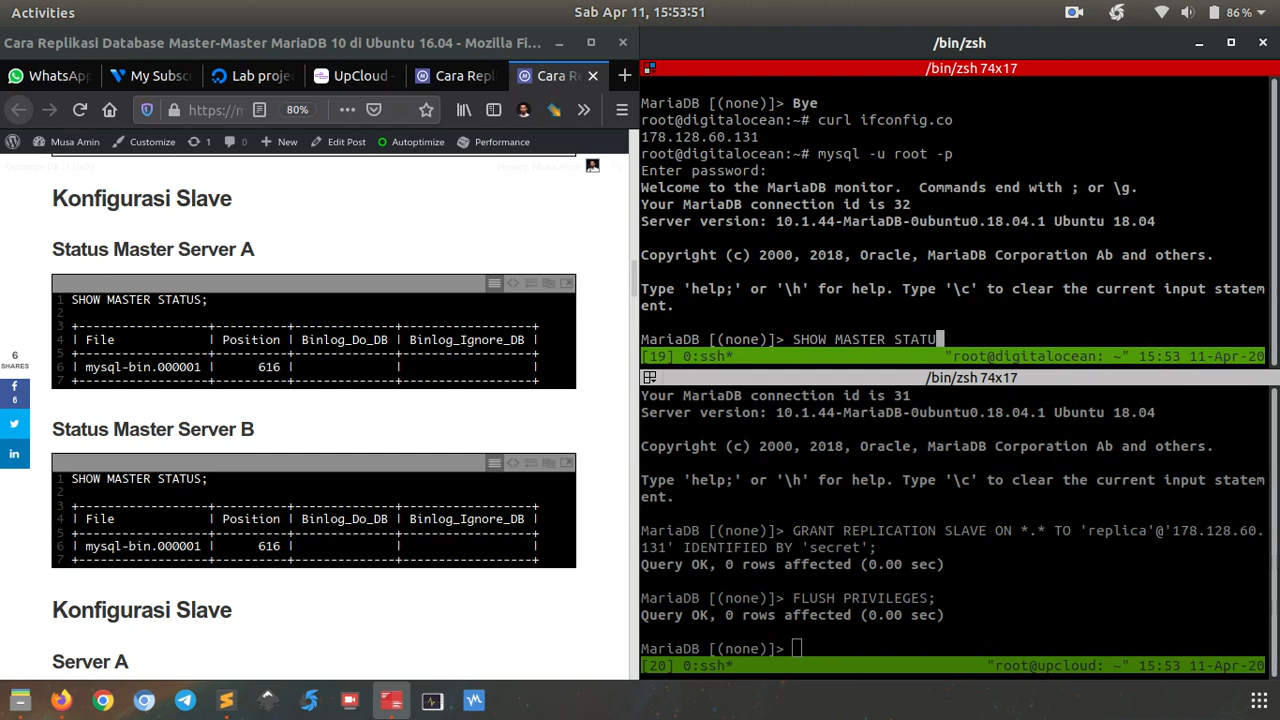 Activities
Sab Apr 11, 15:53:51
86 %
Cara Replikasi Database Master-Master MariaDB 10 di Ubuntu 16.04 - Mozilla Fi...
WhatsApp
My Subsc
Lab proje
UpCloud -
Cara Repl
Cara Re
https://m
80%
Musa Amin
Customize
1
0
New
Edit Post
Autoptimize
Delete Cache
Konfigurasi Slave
Status Master Server A
1 SHOW MASTER STATUS;
2
3 +-----------------+----------+--------------+------------------+
4 | File | Position | Binlog_Do_DB | Binlog_Ignore_DB |
5 +-----------------+----------+--------------+------------------+
6 | mysql-bin.000001 | 616 | | |
7 +-----------------+----------+--------------+------------------+
6
SHARES
6
Status Master Server B
1 SHOW MASTER STATUS;
2
3 +-----------------+----------+--------------+------------------+
4 | File | Position | Binlog_Do_DB | Binlog_Ignore_DB |
5 +-----------------+----------+--------------+------------------+
6 | mysql-bin.000001 | 616 | | |
7 +-----------------+----------+--------------+------------------+
Konfigurasi Slave
Server A
/bin/zsh
/bin/zsh 74x17
MariaDB [(none)]> Bye
root@digitalocean:~# curl ifconfig.co
178.128.60.131
root@digitalocean:~# mysql -u root -p
Enter password:
Welcome to the MariaDB monitor.  Commands end with ; or \g.
Your MariaDB connection id is 32
Server version: 10.1.44-MariaDB-0ubuntu0.18.04.1 Ubuntu 18.04
Copyright (c) 2000, 2018, Oracle, MariaDB Corporation Ab and others.
Type 'help;' or '\h' for help. Type '\c' to clear the current input statem
ent.
MariaDB [(none)]> SHOW MASTER STATU
[19] 0:ssh* "root@digitalocean: ~" 15:53 11-Apr-20
/bin/zsh 74x17
Your MariaDB connection id is 31
Server version: 10.1.44-MariaDB-0ubuntu0.18.04.1 Ubuntu 18.04
Copyright (c) 2000, 2018, Oracle, MariaDB Corporation Ab and others.
Type 'help;' or '\h' for help. Type '\c' to clear the current input statem
ent.
MariaDB [(none)]> GRANT REPLICATION SLAVE ON *.* TO 'replica'@'178.128.60.
131' IDENTIFIED BY 'secret';
Query OK, 0 rows affected (0.00 sec)
MariaDB [(none)]> FLUSH PRIVILEGES;
Query OK, 0 rows affected (0.00 sec)
MariaDB [(none)]>
[20] 0:ssh* "root@upcloud: ~" 15:53 11-Apr-20